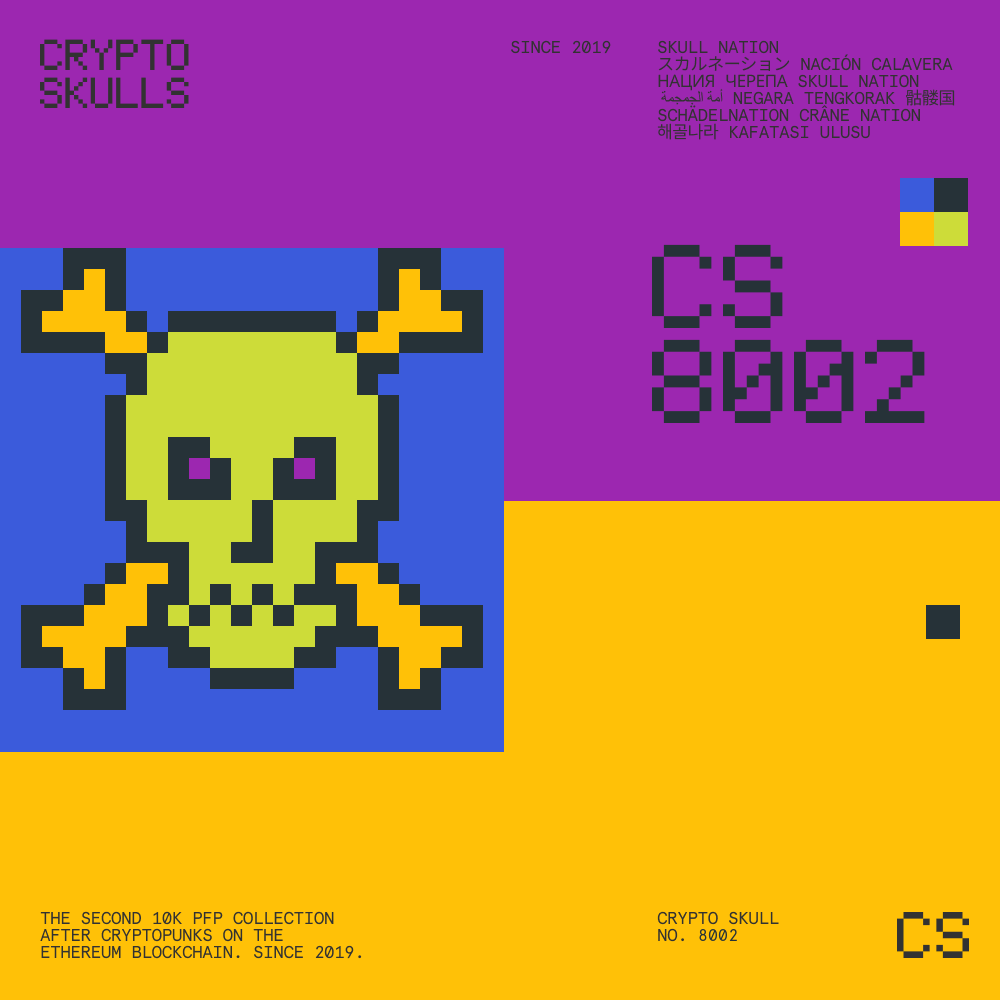 CRYPTO
SKULLS
SINCE 2019
SKULL NATION
スカルネーション NACIÓN CALAVERA
НАЦИЯ ЧЕРЕПА SKULL NATION
أمة الجمجمة NEGARA TENGKORAK 骷髅国
SCHÄDELNATION CRÂNE NATION
해골나라 KAFATASI ULUSU
CS
8002
THE SECOND 10K PFP COLLECTION
AFTER CRYPTOPUNKS ON THE
ETHEREUM BLOCKCHAIN. SINCE 2019.
CRYPTO SKULL
NO. 8002
CS